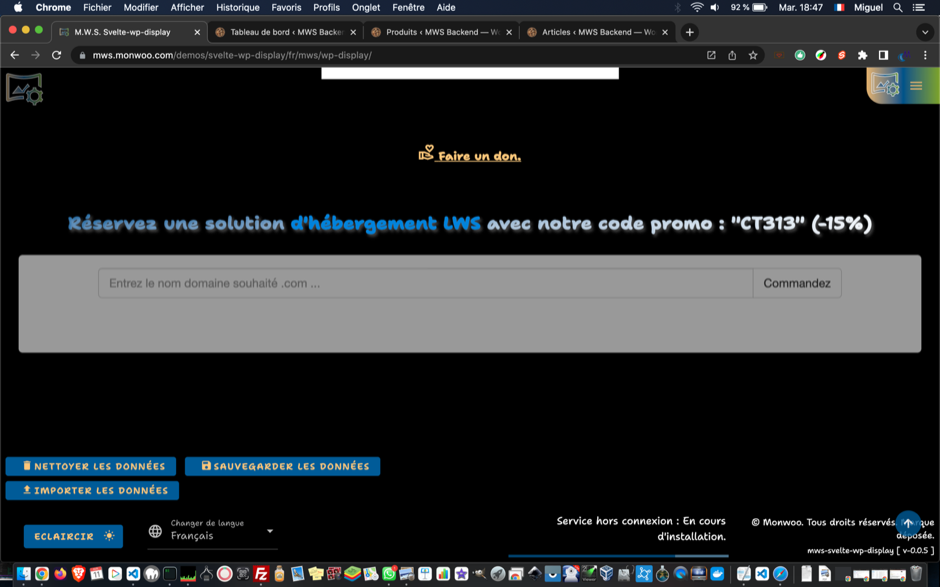 Chrome Fichier Modifier Afficher Historique Favoris Profils Onglet Fenêtre Aide 92 % Mar. 18:47 Miguel
M.W.S. Svelte-wp-display Tableau de bord ‹ MWS Backe Produits ‹ MWS Backend — W Articles ‹ MWS Backend — Wo
mws.monwoo.com/demos/svelte-wp-display/fr/mws/wp-display/
Faire un don.
Réservez une solution d'hébergement LWS avec notre code promo : "CT313" (-15%)
Entrez le nom domaine souhaité .com ... Commandez
NETTOYER LES DONNÉES SAUVEGARDER LES DONNÉES
IMPORTER LES DONNÉES
ECLAIRCIR
Changer de langue
Français
Service hors connexion : En cours
d'installation.
© Monwoo. Tous droits réservés. Marque
déposée.
mws-svelte-wp-display [ v-0.0.5 ]